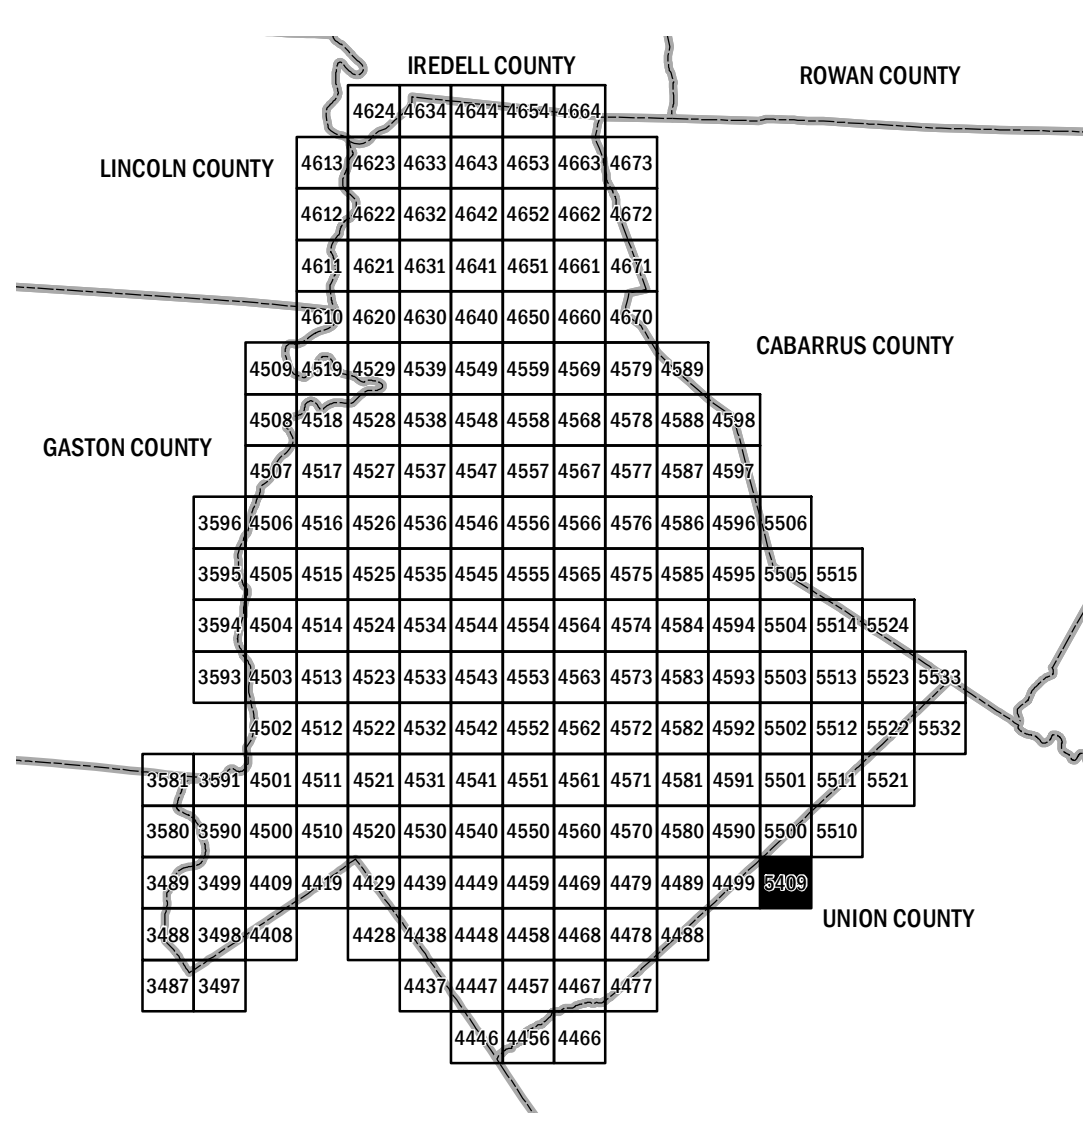 IREDELL COUNTY
ROWAN COUNTY
4624 4634 4644 4654 4664
LINCOLN COUNTY
4613 4623 4633 4643 4653 4663 4673
4612 4622 4632 4642 4652 4662 4672
4611 4621 4631 4641 4651 4661 4671
4610 4620 4630 4640 4650 4660 4670
CABARRUS COUNTY
4509 4519 4529 4539 4549 4559 4569 4579 4589
4508 4518 4528 4538 4548 4558 4568 4578 4588 4598
GASTON COUNTY
4507 4517 4527 4537 4547 4557 4567 4577 4587 4597
3596 4506 4516 4526 4536 4546 4556 4566 4576 4586 4596 5506
3595 4505 4515 4525 4535 4545 4555 4565 4575 4585 4595 5505 5515
3594 4504 4514 4524 4534 4544 4554 4564 4574 4584 4594 5504 5514 5524
3593 4503 4513 4523 4533 4543 4553 4563 4573 4583 4593 5503 5513 5523 5533
4502 4512 4522 4532 4542 4552 4562 4572 4582 4592 5502 5512 5522 5532
3581 3591 4501 4511 4521 4531 4541 4551 4561 4571 4581 4591 5501 5511 5521
3580 3590 4500 4510 4520 4530 4540 4550 4560 4570 4580 4590 5500 5510
3489 3499 4409 4419 4429 4439 4449 4459 4469 4479 4489 4499 5409
UNION COUNTY
3488 3498 4408 4428 4438 4448 4458 4468 4478 4488
3487 3497 4437 4447 4457 4467 4477
4446 4456 4466